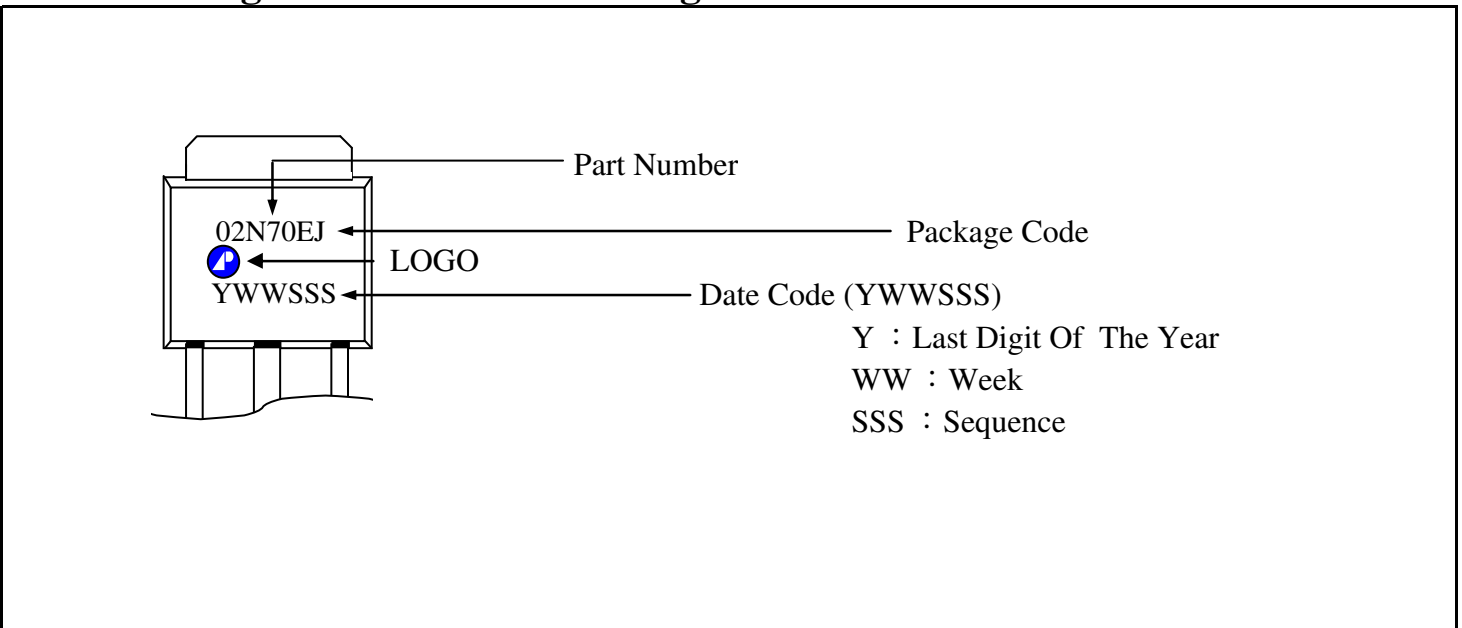 Part Number
02N70EJ
Package Code
LOGO
YWWSSS
Date Code (YWWSSS)
Y ：Last Digit Of The Year
WW ：Week
SSS ：Sequence